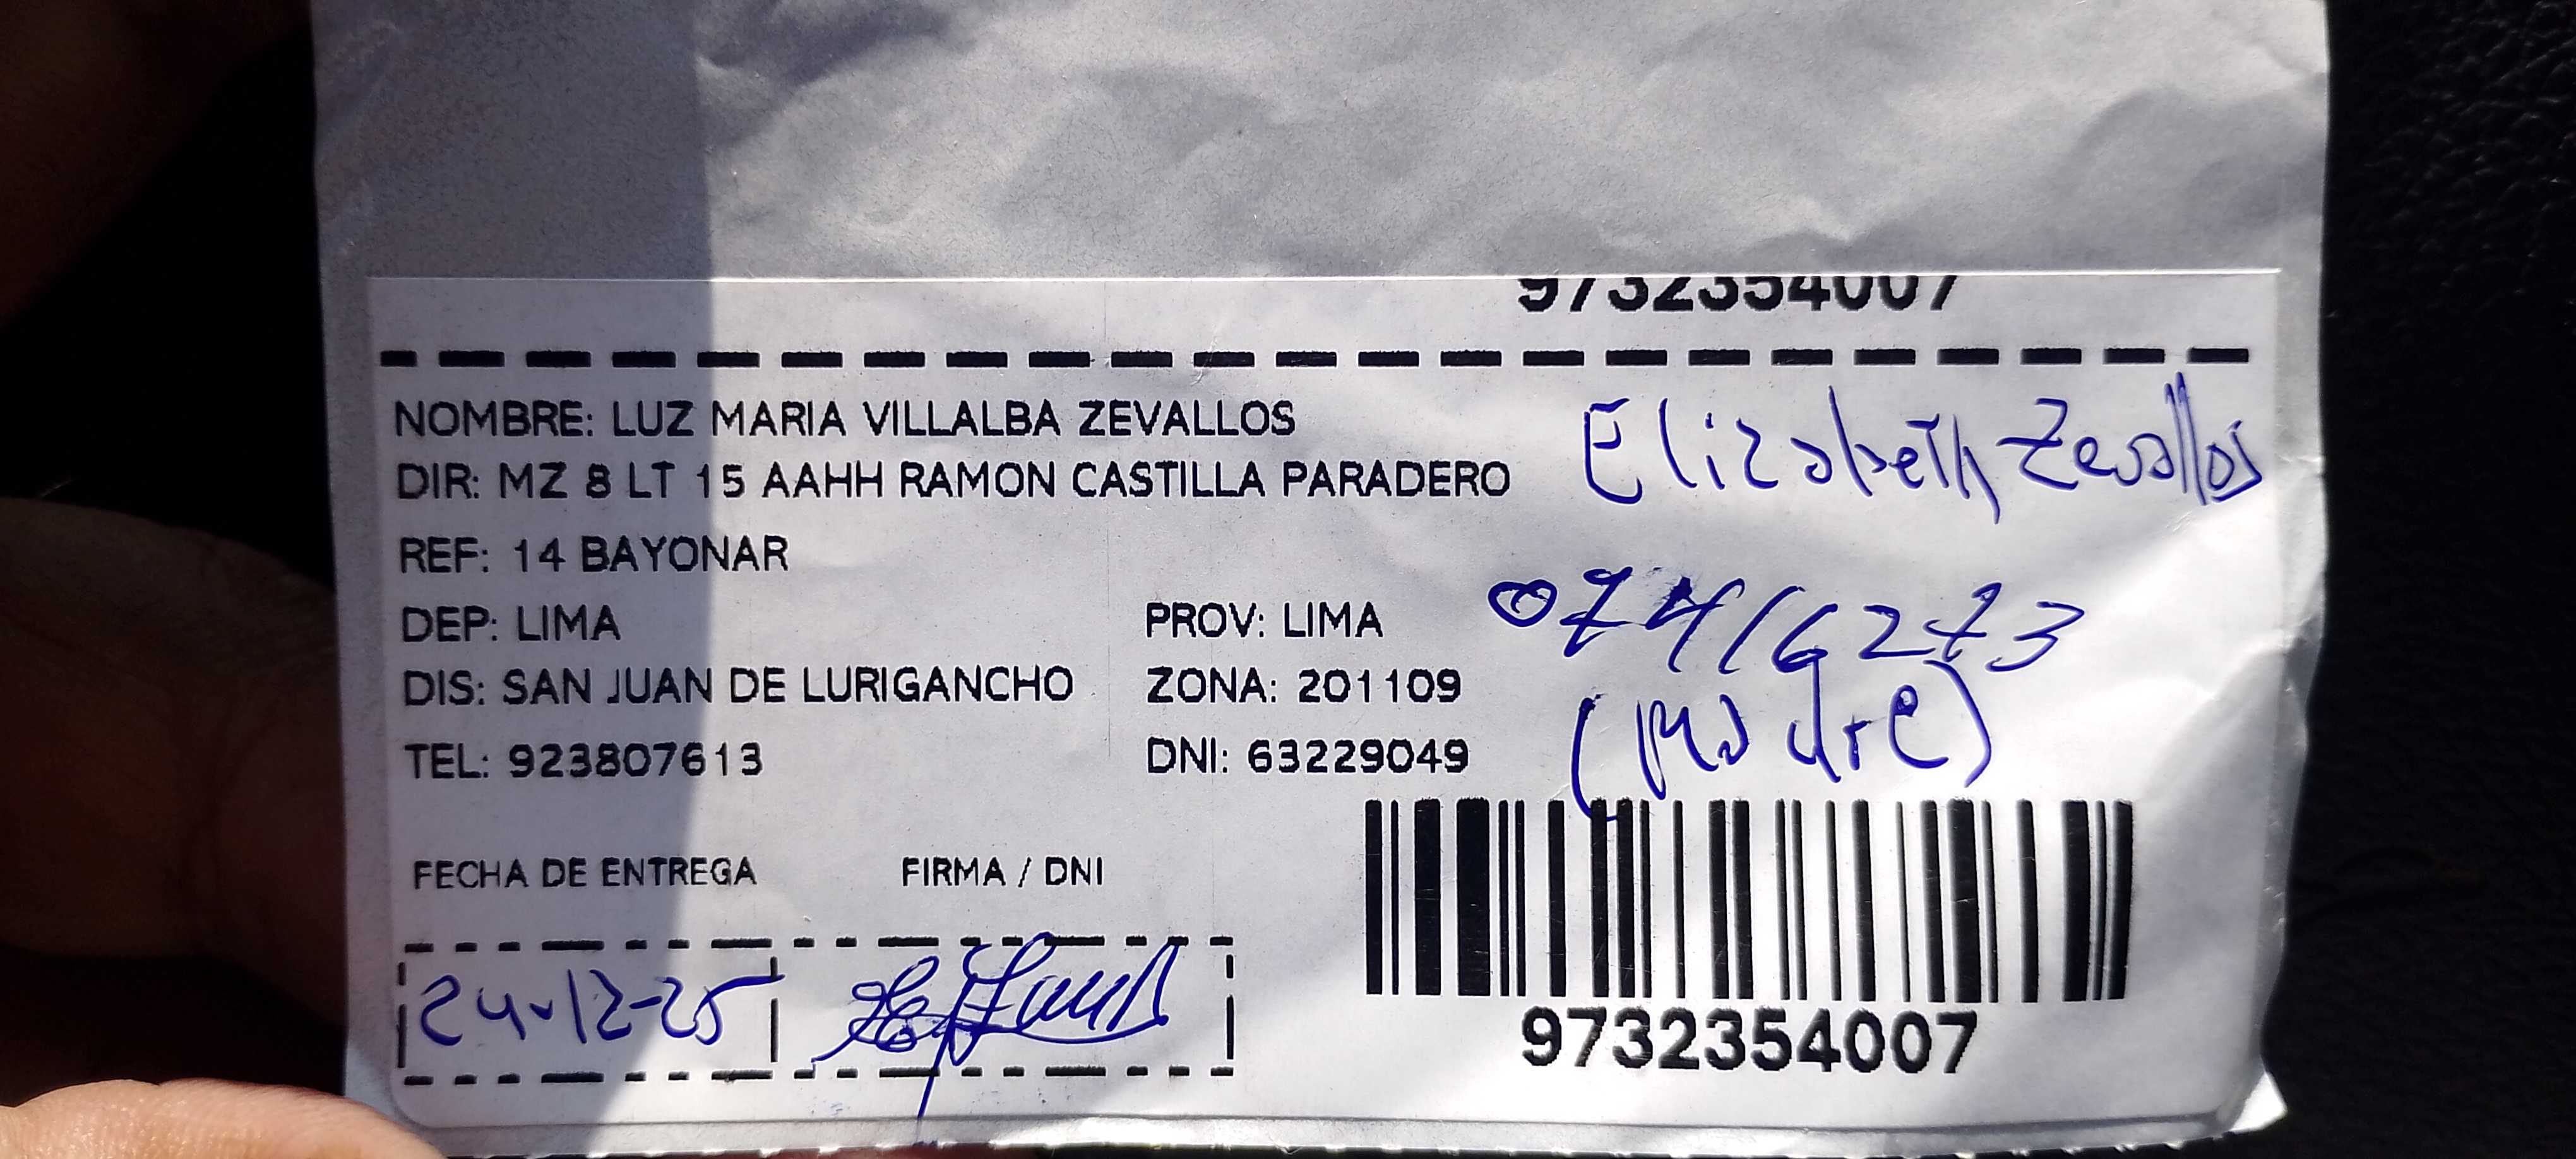 9732354007
NOMBRE: LUZ MARIA VILLALBA ZEVALLOS
DIR: MZ 8 LT 15 AAHH RAMON CASTILLA PARADERO
Elizabeth Zevallos
REF: 14 BAYONAR
07416273
DEP: LIMA PROV: LIMA
(Madre)
DIS: SAN JUAN DE LURIGANCHO ZONA: 201109
TEL: 923807613 DNI: 63229049
FECHA DE ENTREGA FIRMA / DNI
24-12-25
9732354007